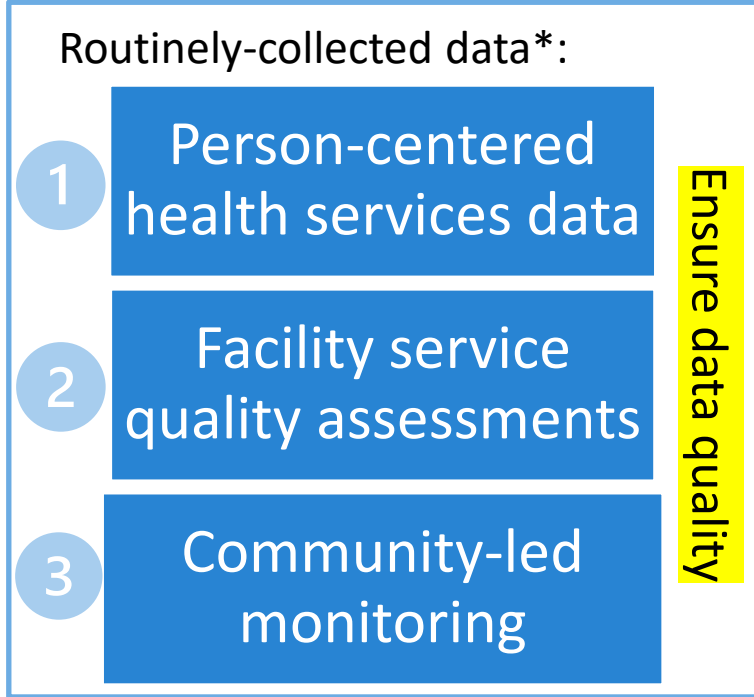 Routinely-collected data*:
1
Person-centered
health services data
2
Facility service
quality assessments
3
Community-led
monitoring
Ensure data quality